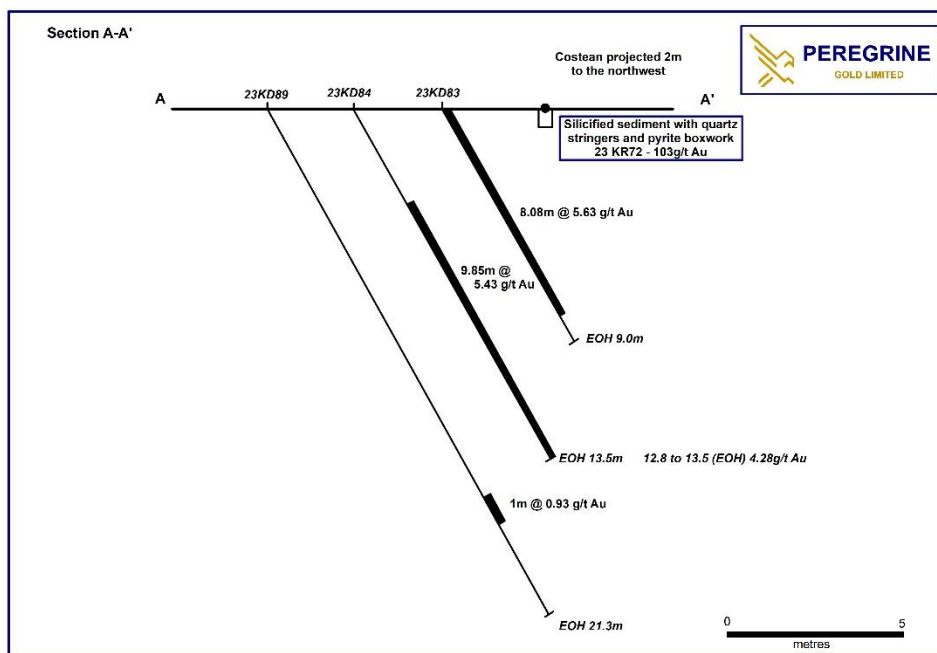 Section A-A'
PEREGRINE
GOLD LIMITED
Costean projected 2m
to the northwest
A
23KD89
23KD84
23KD83
A'
Silicified sediment with quartz
stringers and pyrite boxwork
23 KR72 - 103g/t Au
8.08m @ 5.63 g/t Au
9.85m @
5.43 g/t Au
EOH 9.0m
EOH 13.5m
12.8 to 13.5 (EOH) 4.28g/t Au
1m @ 0.93 g/t Au
EOH 21.3m
0
5
metres